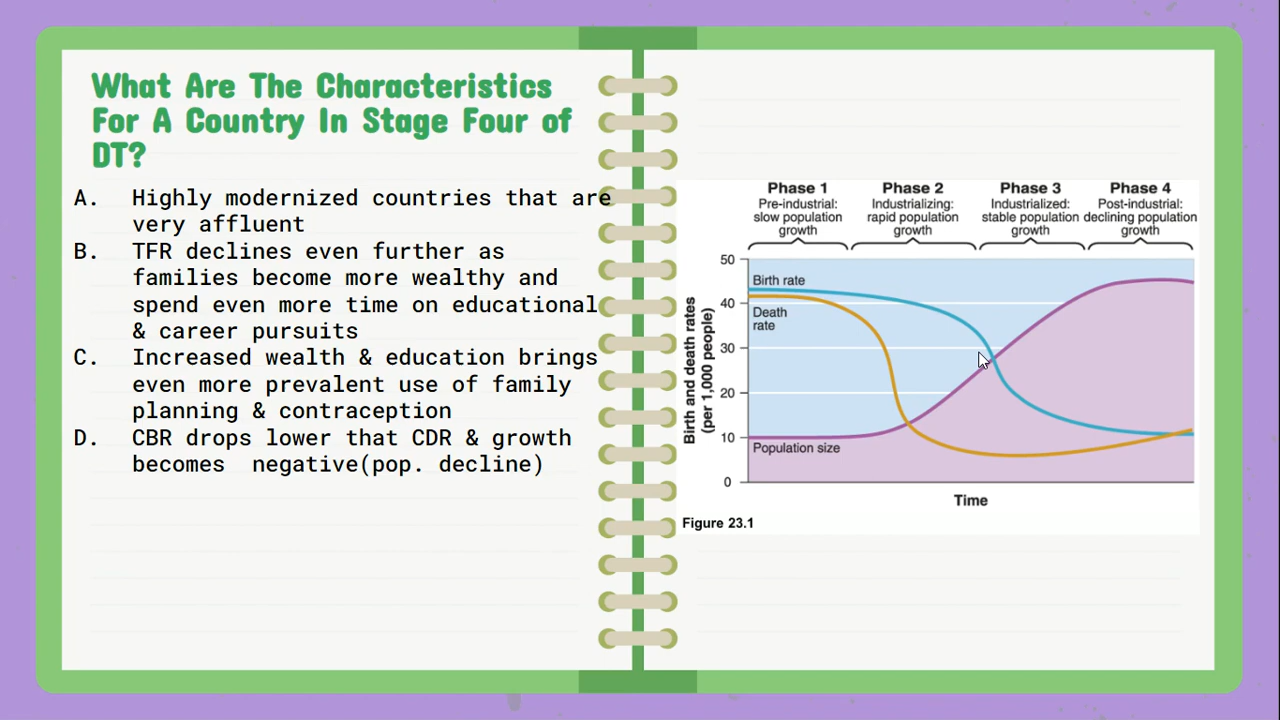 What Are The Characteristics
For A Country In Stage Four of
DT?
A. Highly modernized countries that are
very affluent
B. TFR declines even further as
families become more wealthy and
spend even more time on educational
& career pursuits
C. Increased wealth & education brings
even more prevalent use of family
planning & contraception
D. CBR drops lower that CDR & growth
becomes negative(pop. decline)
Phase 1
Pre-industrial:
slow population
growth
Phase 2
Industrializing:
rapid population
growth
Phase 3
Industrialized:
stable population
growth
Phase 4
Post-industrial:
declining population
growth
Birth and death rates
(per 1,000 people)
50
40
30
20
10
0
Birth rate
Death
rate
Population size
Time
Figure 23.1